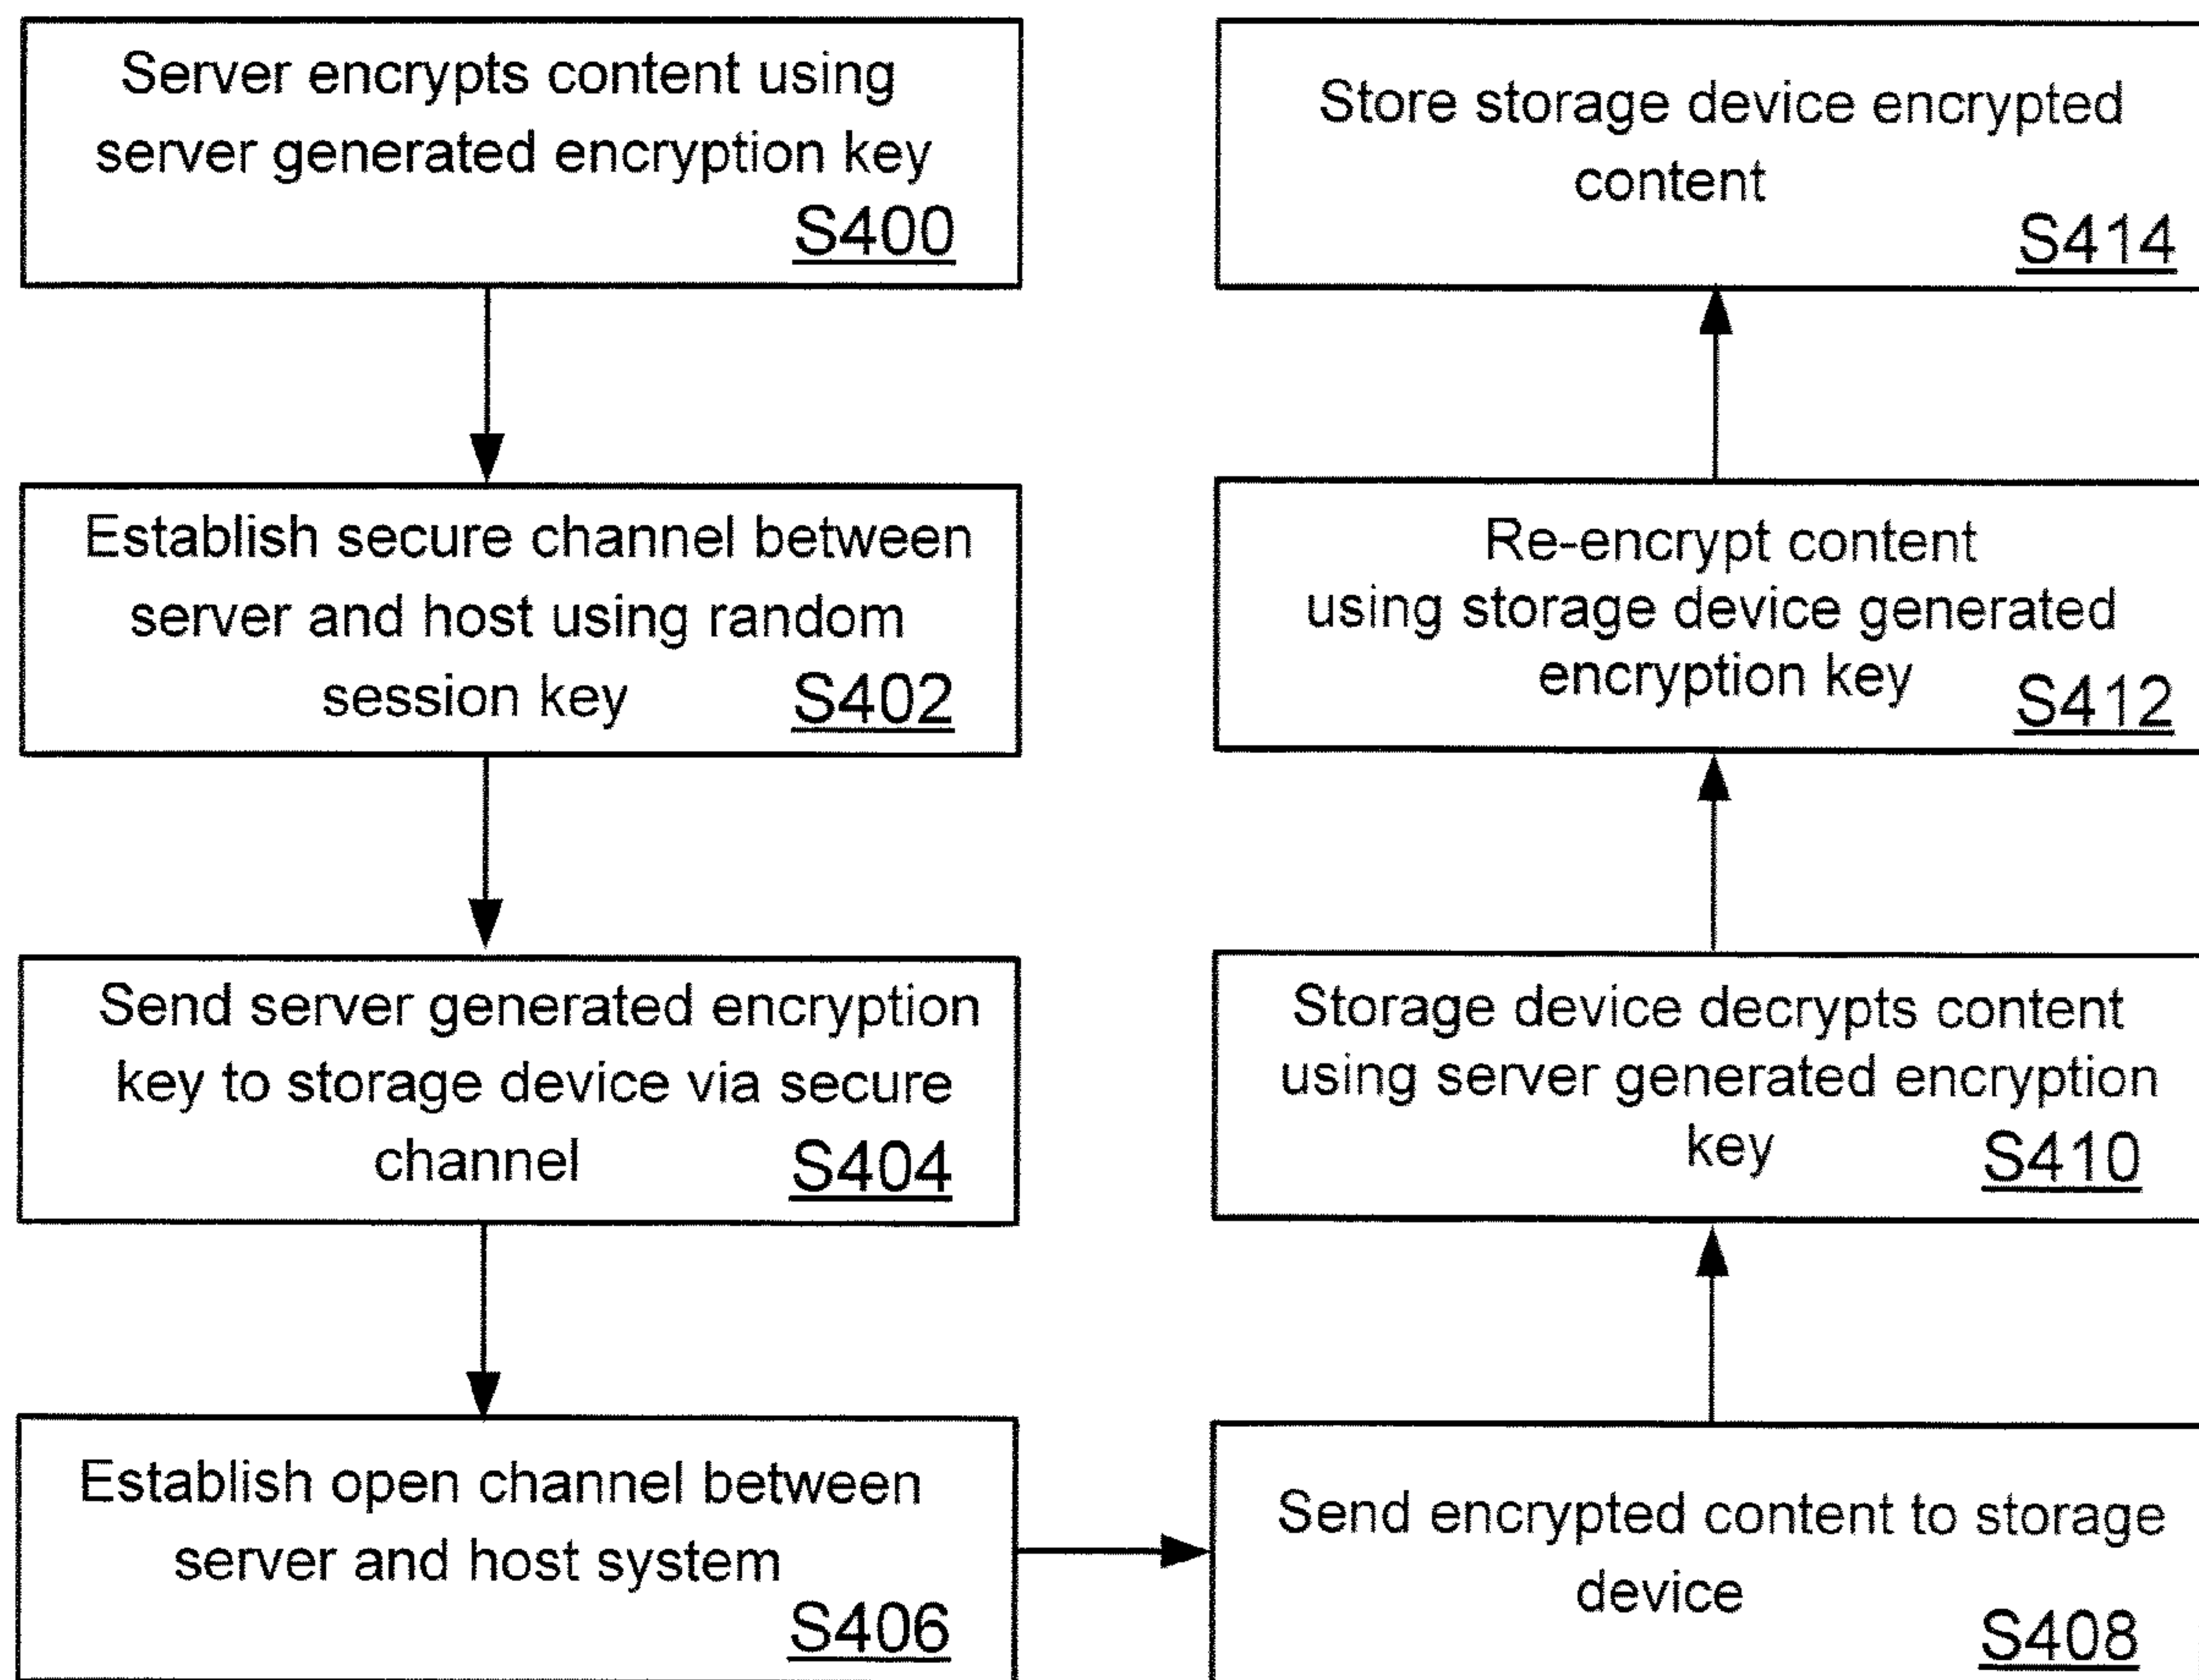 Server encrypts content using
server generated encryption key
S400
Establish secure channel between
server and host using random
session key S402
Send server generated encryption
key to storage device via secure
channel S404
Establish open channel between
server and host system
S406
Send encrypted content to storage
device
S408
Storage device decrypts content
using server generated encryption
key S410
Re-encrypt content
using storage device generated
encryption key S412
Store storage device encrypted
content
S414